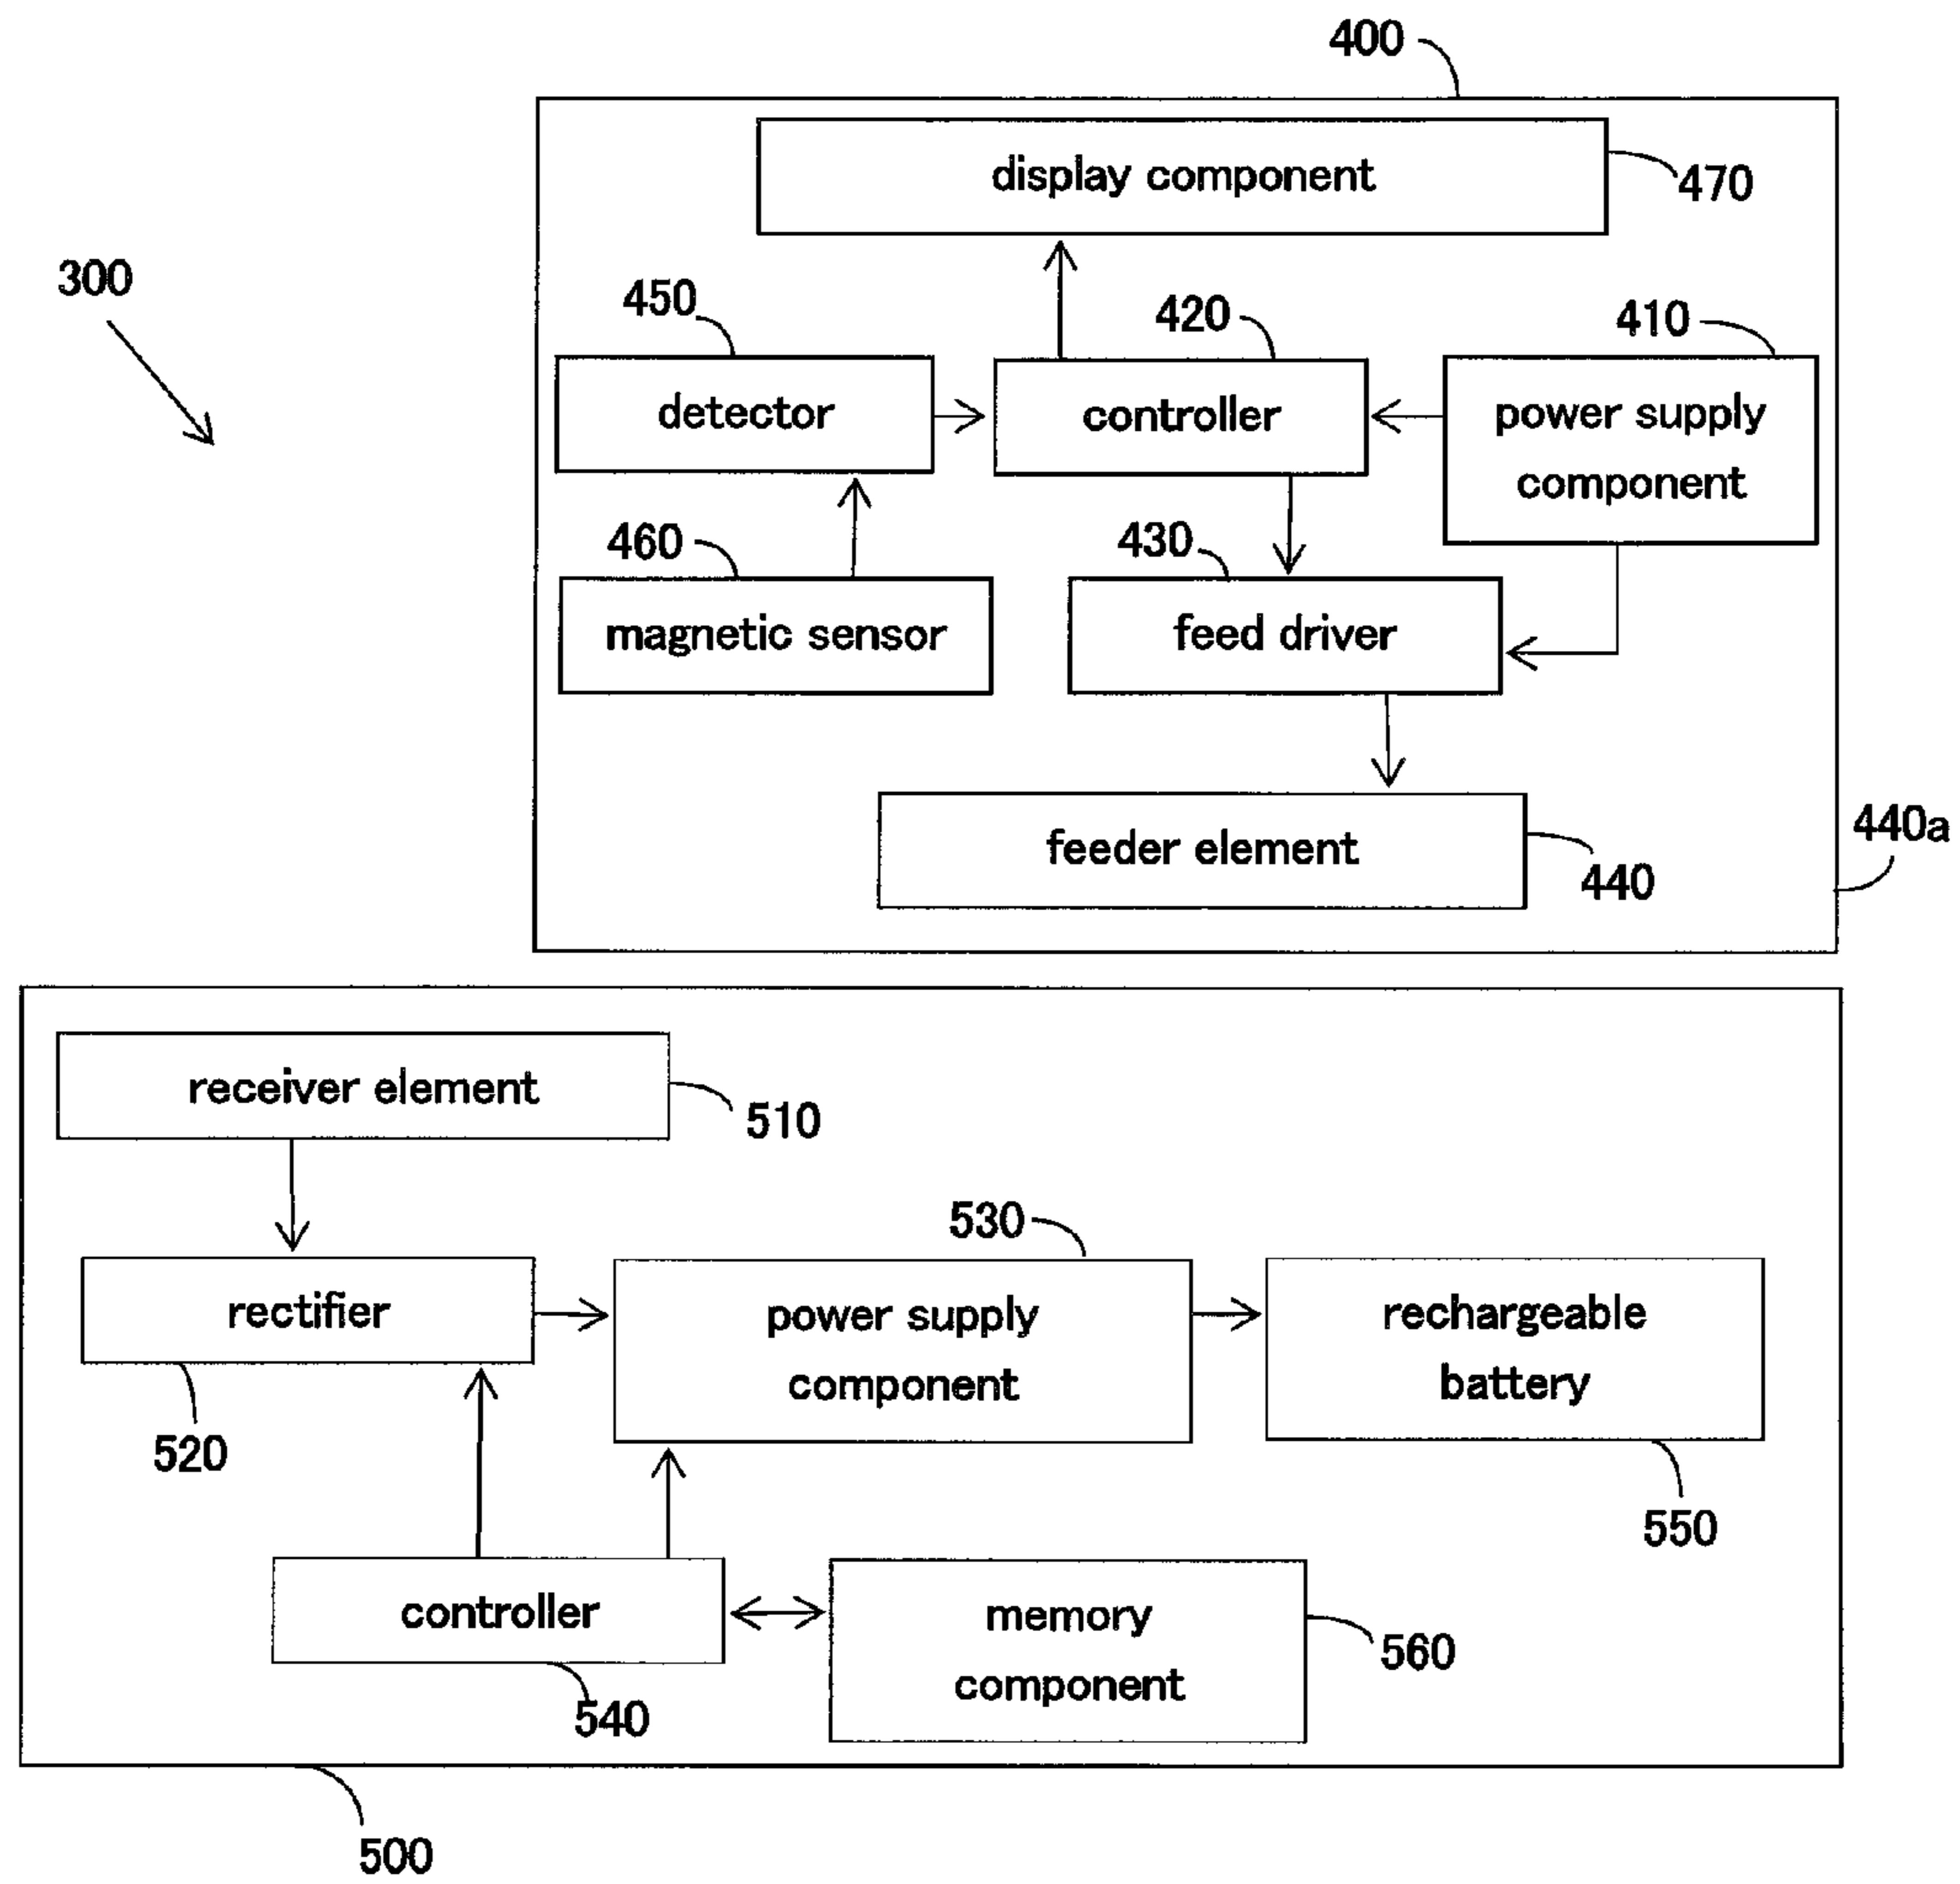 400
display component
470
300
450
420
410
detector
controller
power supply
component
460
430
magnetic sensor
feed driver
440a
feeder element
440
receiver element
510
530
rectifier
power supply
component
rechargeable
battery
520
550
controller
memory
component
560
540
500